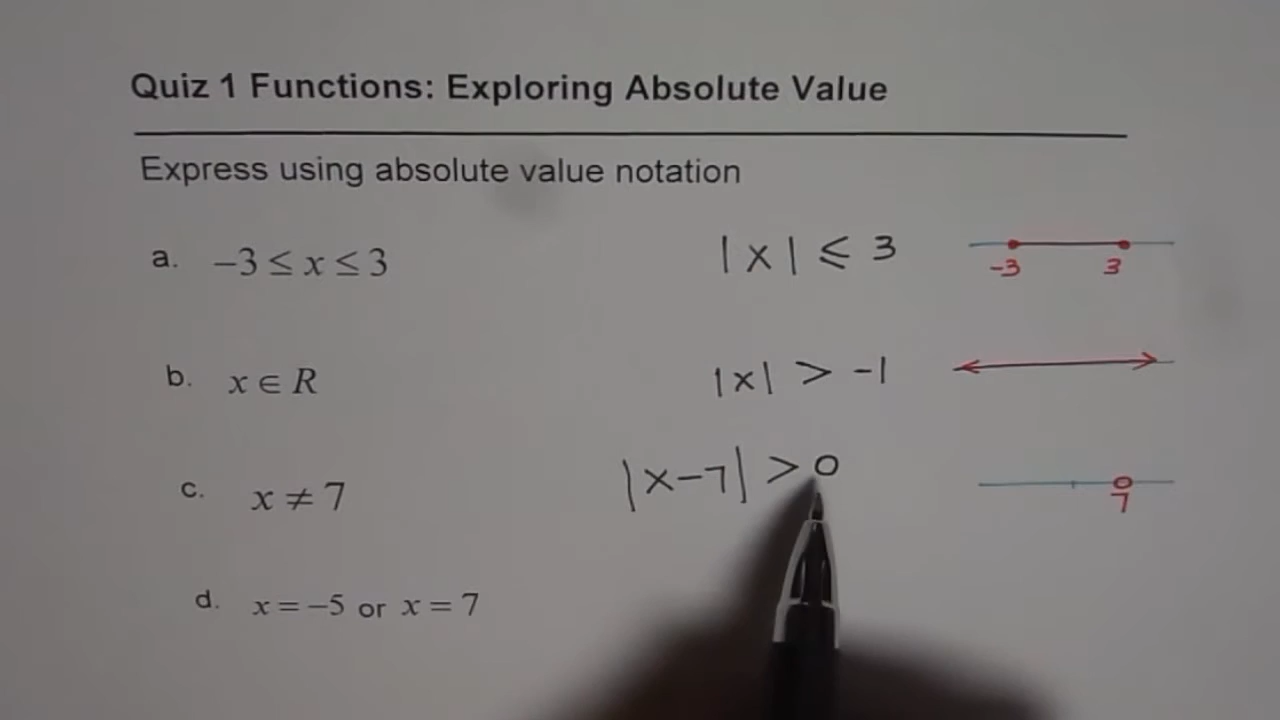 Quiz 1 Functions: Exploring Absolute Value
Express using absolute value notation
a. −3 ≤ x ≤ 3 |x| ⩽ 3
-3 3
b. x ∈ R |x| > -1
c. x ≠ 7 |x-7| > 0
7
d. x = −5 or x = 7